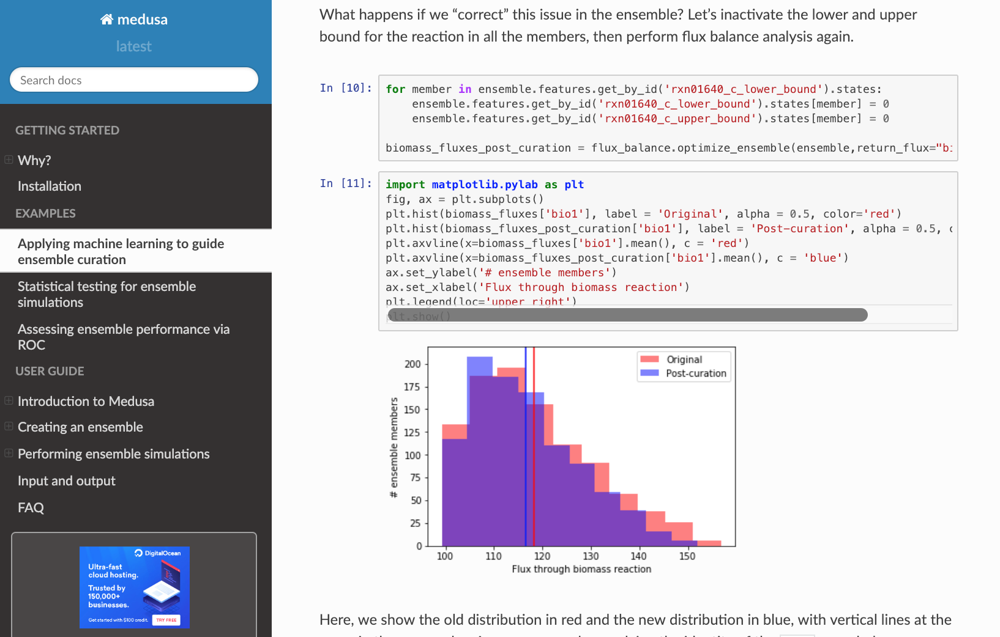 medusa
latest
Search docs
GETTING STARTED
Why?
Installation
EXAMPLES
Applying machine learning to guide
ensemble curation
Statistical testing for ensemble
simulations
Assessing ensemble performance via
ROC
USER GUIDE
Introduction to Medusa
Creating an ensemble
Performing ensemble simulations
Input and output
FAQ
DigitalOcean
Ultra-fast
cloud hosting.
Trusted by
150,000+
businesses.
Get started with $100 credit.
TRY FREE
What happens if we “correct” this issue in the ensemble? Let’s inactivate the lower and upper
bound for the reaction in all the members, then perform flux balance analysis again.
In [10]:
for member in ensemble.features.get_by_id('rxn01640_c_lower_bound').states:
    ensemble.features.get_by_id('rxn01640_c_lower_bound').states[member] = 0
    ensemble.features.get_by_id('rxn01640_c_upper_bound').states[member] = 0
biomass_fluxes_post_curation = flux_balance.optimize_ensemble(ensemble,return_flux="bi
In [11]:
import matplotlib.pylab as plt
fig, ax = plt.subplots()
plt.hist(biomass_fluxes['bio1'], label = 'Original', alpha = 0.5, color='red')
plt.hist(biomass_fluxes_post_curation['bio1'], label = 'Post-curation', alpha = 0.5, c
plt.axvline(x=biomass_fluxes['bio1'].mean(), c = 'red')
plt.axvline(x=biomass_fluxes_post_curation['bio1'].mean(), c = 'blue')
ax.set_ylabel('# ensemble members')
ax.set_xlabel('Flux through biomass reaction')
plt.legend(loc='upper right')
plt.show()
Original
Post-curation
200
175
150
125
100
75
50
25
0
# ensemble members
100 110 120 130 140 150
Flux through biomass reaction
Here, we show the old distribution in red and the new distribution in blue, with vertical lines at the